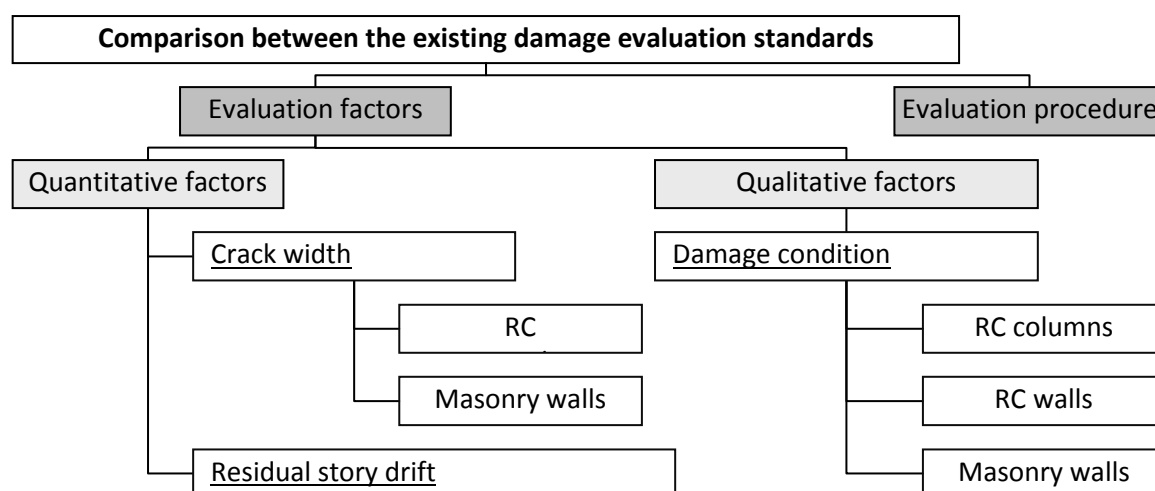 Comparison between the existing damage evaluation standards
Evaluation factors
Evaluation procedure
Quantitative factors
Qualitative factors
Crack width
Damage condition
RC
RC columns
Masonry walls
RC walls
Residual story drift
Masonry walls